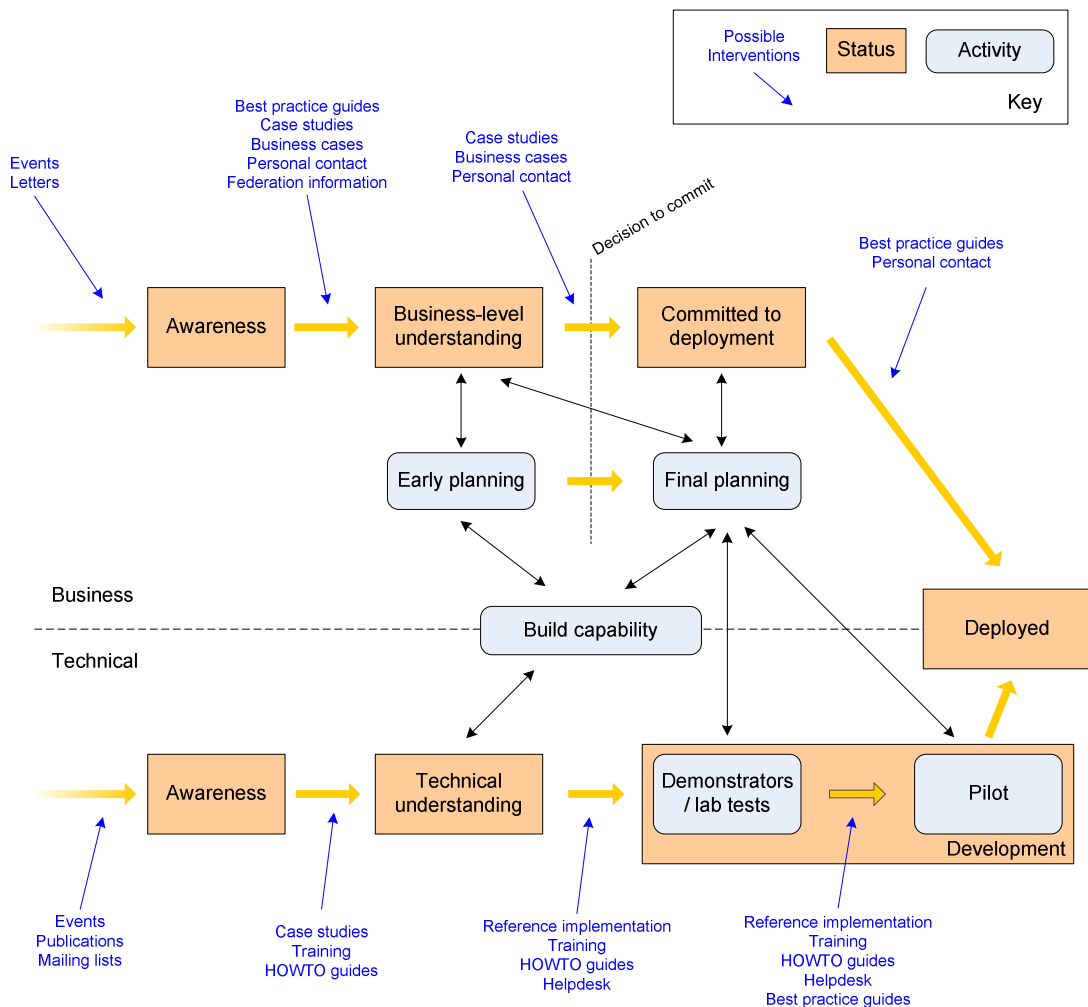 Possible
Interventions
Status
Activity
Key
Best practice guides
Case studies
Business cases
Personal contact
Federation information
Case studies
Business cases
Personal contact
Events
Letters
Decision to commit
Best practice guides
Personal contact
Awareness
Business-level
understanding
Committed to
deployment
Early planning
Final planning
Business
Build capability
Deployed
Technical
Awareness
Technical
understanding
Demonstrators
/ lab tests
Pilot
Development
Events
Publications
Mailing lists
Case studies
Training
HOWTO guides
Reference implementation
Training
HOWTO guides
Helpdesk
Reference implementation
Training
HOWTO guides
Helpdesk
Best practice guides